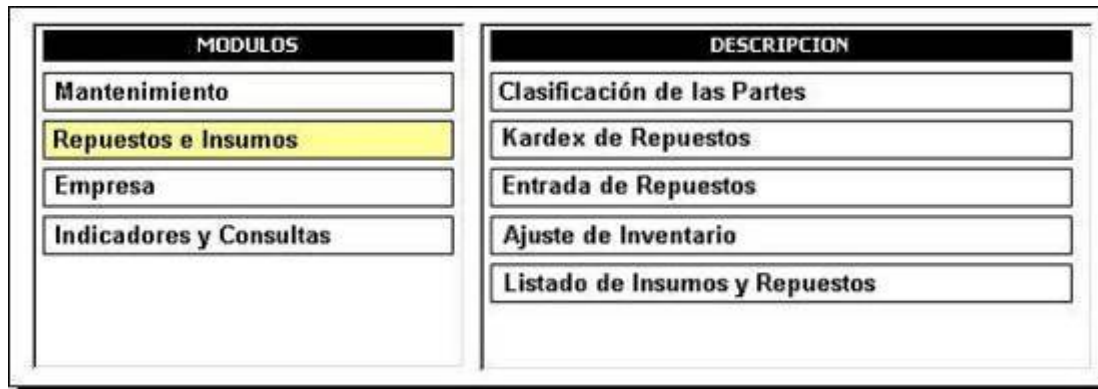 MODULOS
Mantenimiento
Repuestos e Insumos
Empresa
Indicadores y Consultas
DESCRIPCION
Clasificación de las Partes
Kardex de Repuestos
Entrada de Repuestos
Ajuste de Inventario
Listado de Insumos y Repuestos